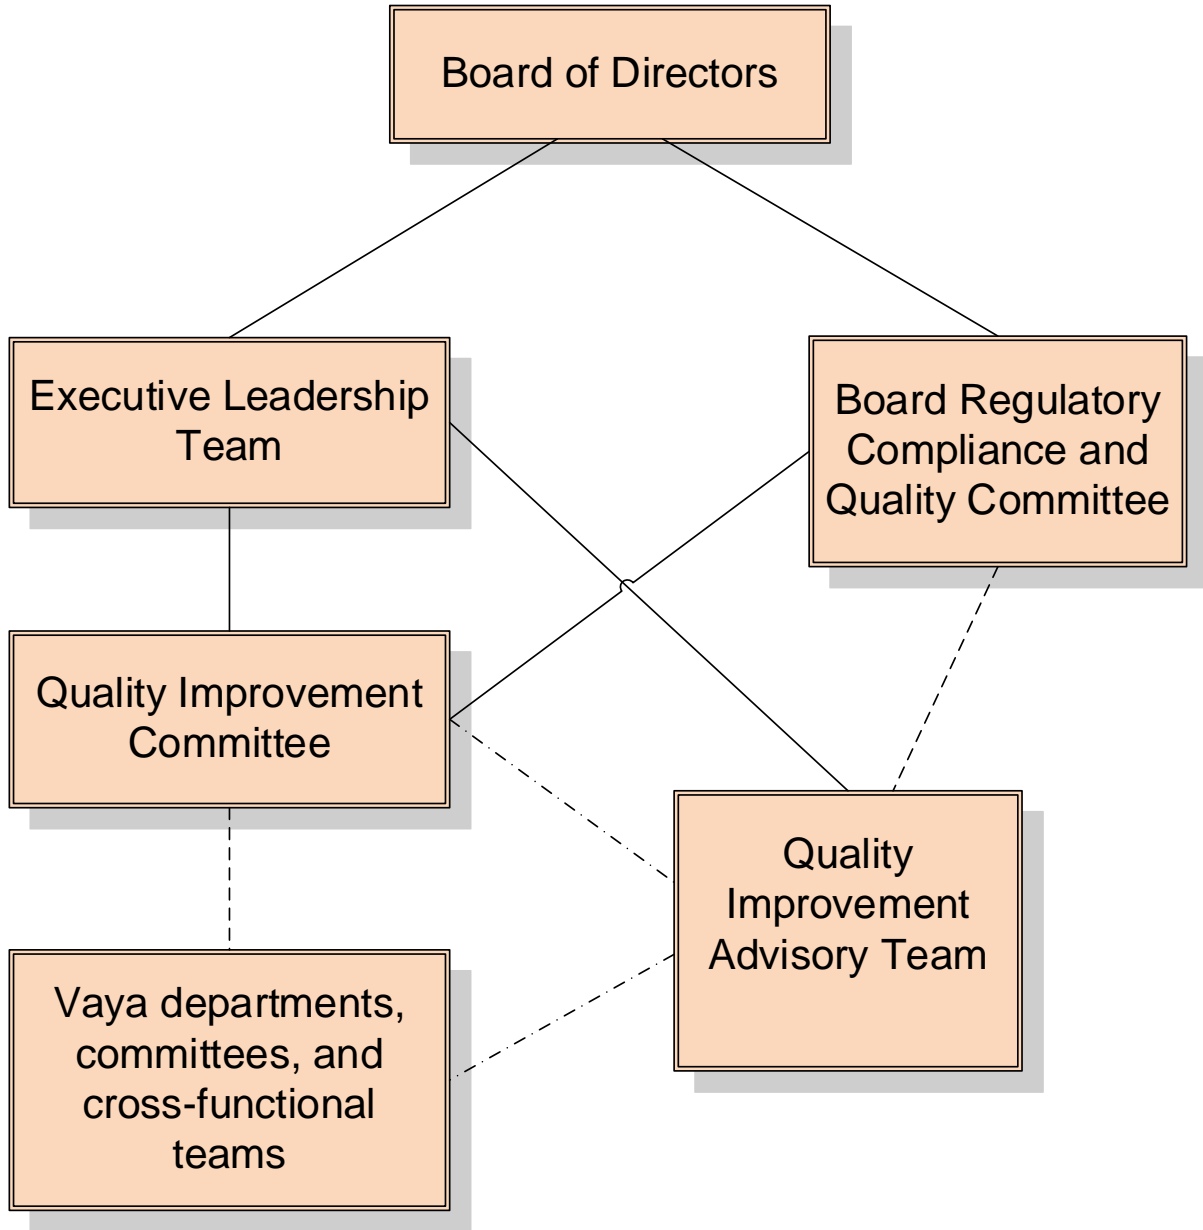 Board of Directors
Executive Leadership
Team
Board Regulatory
Compliance and
Quality Committee
Quality Improvement
Committee
Quality
Improvement
Advisory Team
Vaya departments,
committees, and
cross-functional
teams